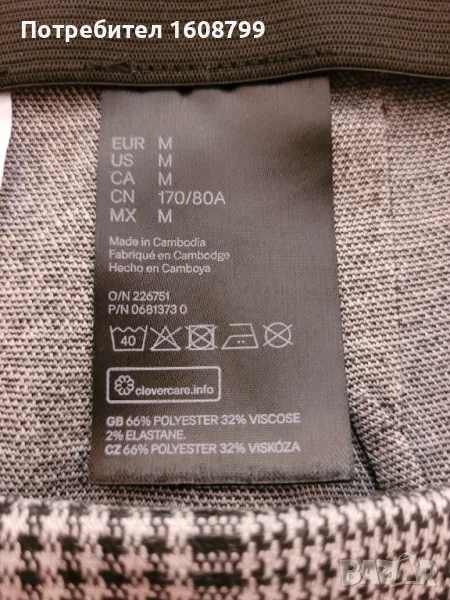 Потребител 1608799
EUR M
US M
CA M
CN 170/80A
MX M
Made in Cambodia
Fabriqué en Cambodge
Hecho en Camboya
O/N 226751
P/N 0681373 0
40
clevercare.info
GB 66% POLYESTER 32% VISCOSE
2% ELASTANE.
CZ 66% POLYESTER 32% VISKÓZA
БАЗАР